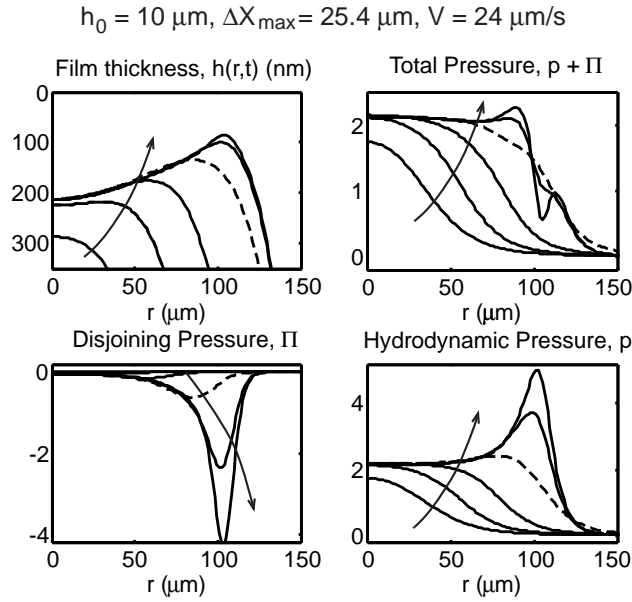 h₀ = 10 μm, ΔXmax = 25.4 μm, V = 24 μm/s
Film thickness, h(r,t) (nm)
0
100
200
300
0 50 100 150
r (μm)
Total Pressure, p + Π
2
1
0
0 50 100 150
r (μm)
Disjoining Pressure, Π
0
-2
-4
0 50 100 150
r (μm)
Hydrodynamic Pressure, p
4
2
0
0 50 100 150
r (μm)